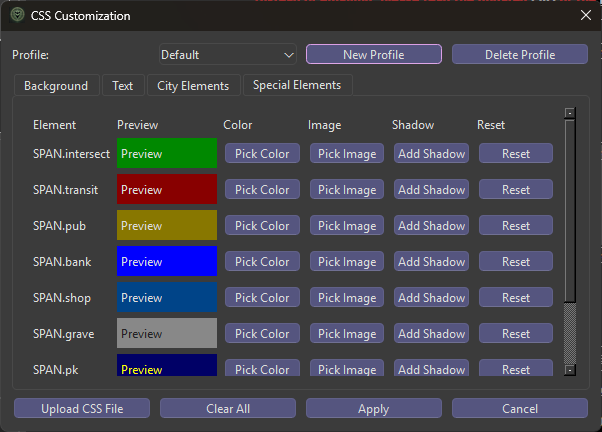 CSS Customization
Profile: Default New Profile Delete Profile
Background Text City Elements Special Elements
Element Preview Color Image Shadow Reset
SPAN.intersect Preview Pick Color Pick Image Add Shadow Reset
SPAN.transit Preview Pick Color Pick Image Add Shadow Reset
SPAN.pub Preview Pick Color Pick Image Add Shadow Reset
SPAN.bank Preview Pick Color Pick Image Add Shadow Reset
SPAN.shop Preview Pick Color Pick Image Add Shadow Reset
SPAN.grave Preview Pick Color Pick Image Add Shadow Reset
SPAN.pk Preview Pick Color Pick Image Add Shadow Reset
Upload CSS File Clear All Apply Cancel